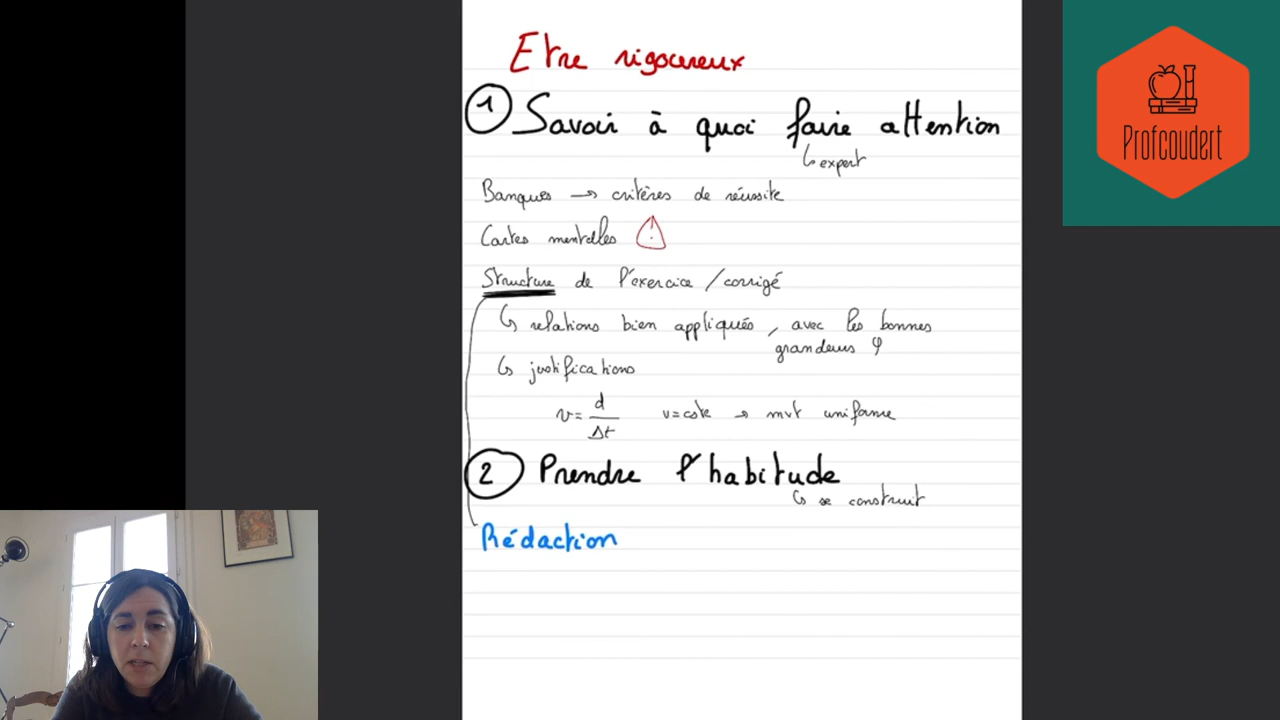 Etre rigoureux
1 Savoir à quoi faire attention
↳ expert
Banques → critères de réussite
Cartes mentales
Structure de l'exercice / corrigé
↳ relations bien appliqués, avec les bonnes
grandeurs φ
↳ justifications
v = d / Δt v = cste → mvt uniforme
2 Prendre l'habitude
↳ se construit
Rédaction
Profcoudert